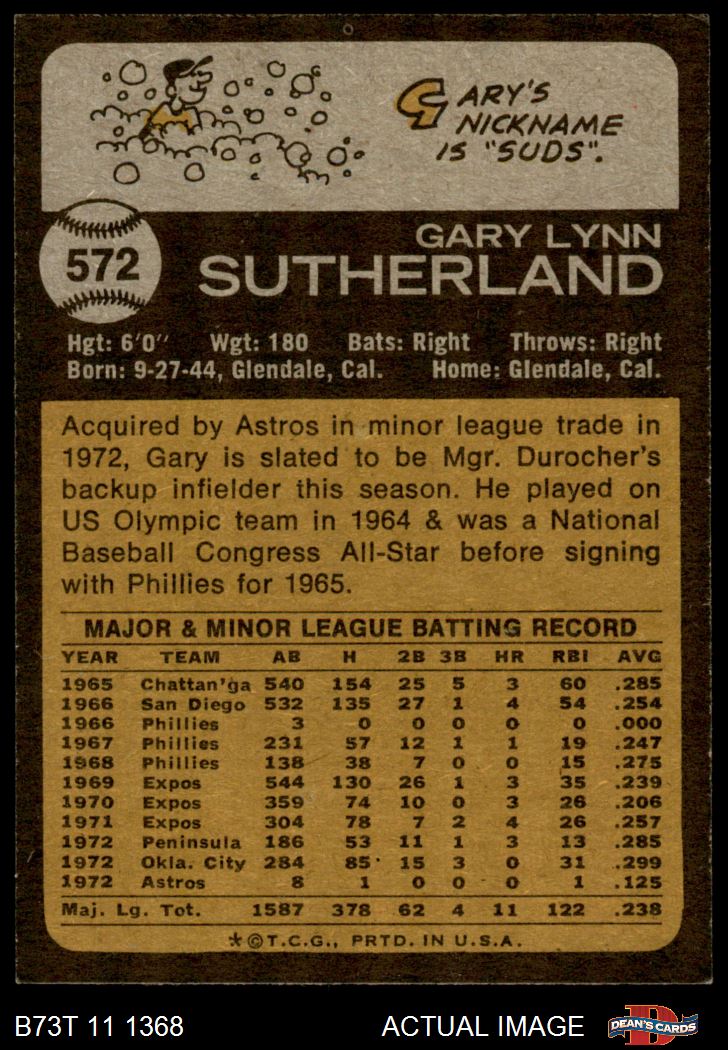 GARY'S
NICKNAME
IS "SUDS".
572
GARY LYNN
SUTHERLAND
Hgt: 6'0" Wgt: 180 Bats: Right Throws: Right
Born: 9-27-44, Glendale, Cal. Home: Glendale, Cal.
Acquired by Astros in minor league trade in
1972, Gary is slated to be Mgr. Durocher's
backup infielder this season. He played on
US Olympic team in 1964 & was a National
Baseball Congress All-Star before signing
with Phillies for 1965.
MAJOR & MINOR LEAGUE BATTING RECORD
YEAR TEAM AB H 2B 3B HR RBI AVG
1965 Chattan'ga 540 154 25 5 3 60 .285
1966 San Diego 532 135 27 1 4 54 .254
1966 Phillies 3 0 0 0 0 0 .000
1967 Phillies 231 57 12 1 1 19 .247
1968 Phillies 138 38 7 0 0 15 .275
1969 Expos 544 130 26 1 3 35 .239
1970 Expos 359 74 10 0 3 26 .206
1971 Expos 304 78 7 2 4 26 .257
1972 Peninsula 186 53 11 1 3 13 .285
1972 Okla. City 284 85 15 3 0 31 .299
1972 Astros 8 1 0 0 0 1 .125
Maj. Lg. Tot. 1587 378 62 4 11 122 .238
*©T.C.G., PRTD. IN U.S.A.
B73T 11 1368 ACTUAL IMAGE DEAN'S CARDS